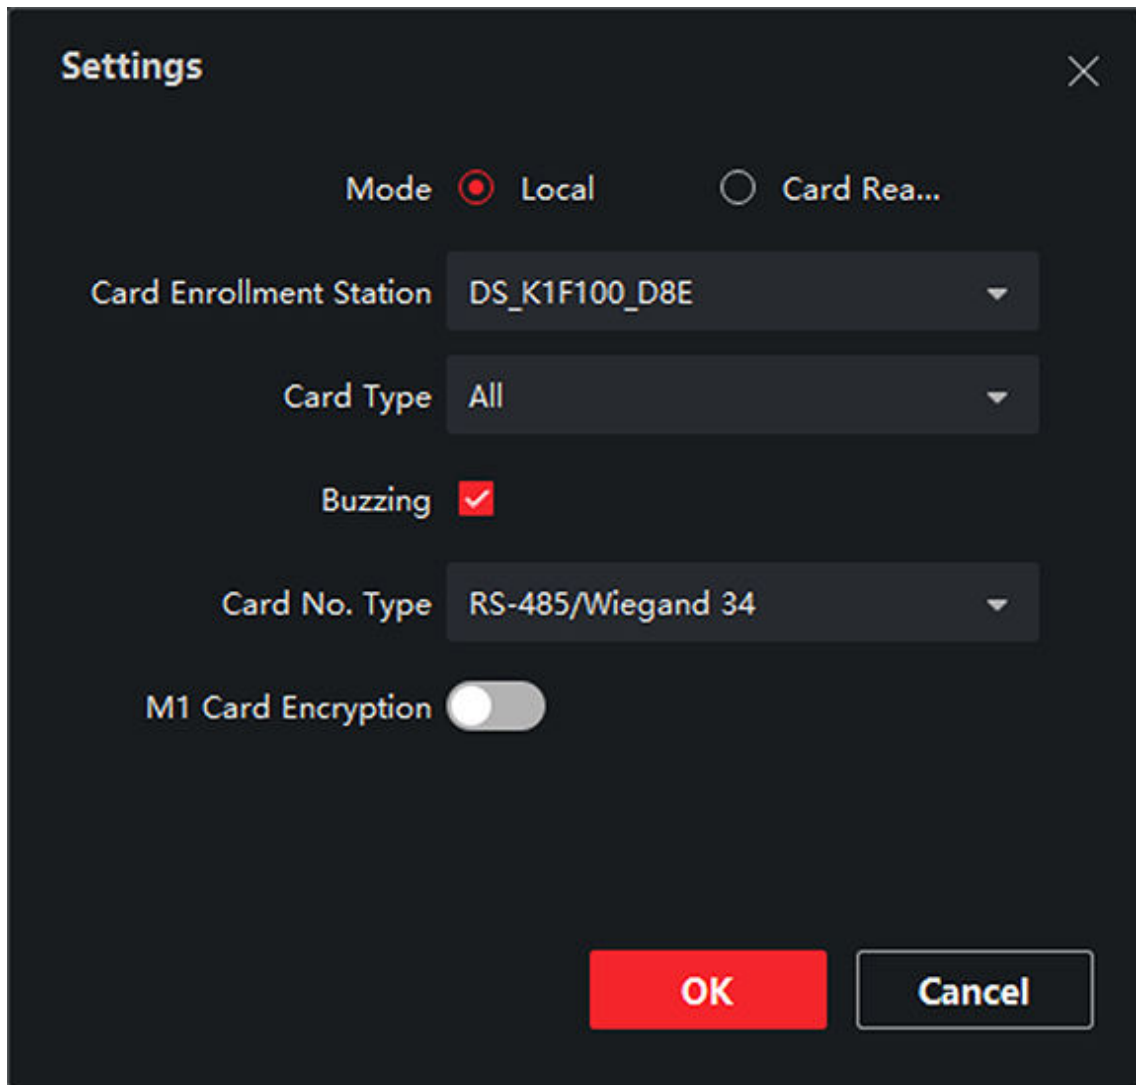 Settings
Mode Local Card Rea...
Card Enrollment Station DS_K1F100_D8E
Card Type All
Buzzing
Card No. Type RS-485/Wiegand 34
M1 Card Encryption
OK Cancel